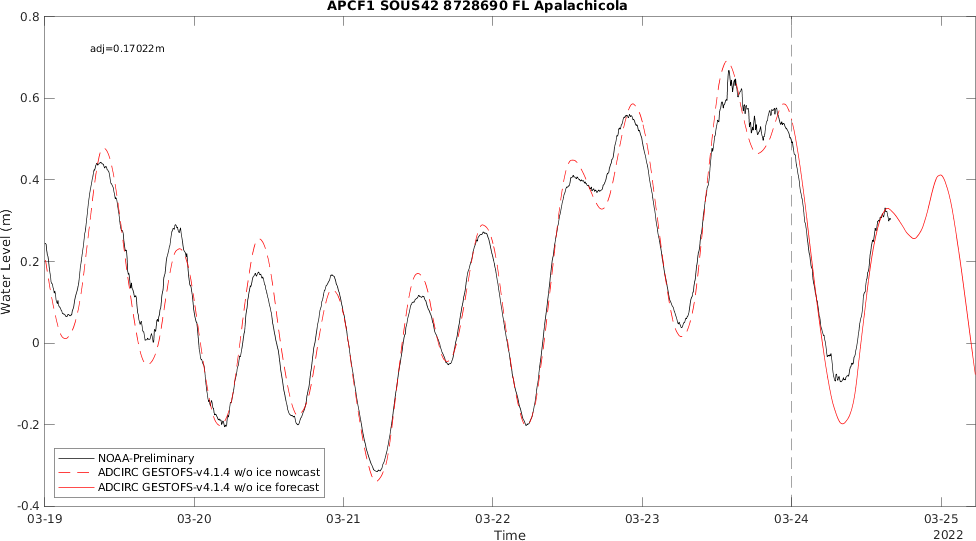 APCF1 SOUS42 8728690 FL Apalachicola
adj=0.17022m
0.8
0.6
0.4
0.2
0
-0.2
-0.4
Water Level (m)
NOAA-Preliminary
ADCIRC GESTOFS-v4.1.4 w/o ice nowcast
ADCIRC GESTOFS-v4.1.4 w/o ice forecast
03-19
03-20
03-21
03-22
03-23
03-24
03-25
Time
2022